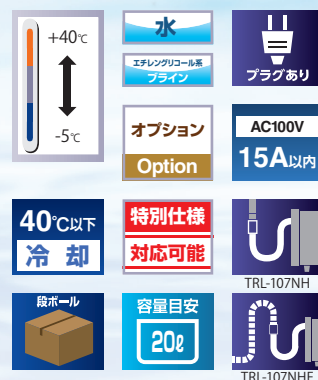 +40℃
-5℃
水
エチレングリコール系
ブライン
プラグあり
オプション
Option
AC100V
15A以内
40℃以下
冷却
特別仕様
対応可能
TRL-107NH
段ボール
容量目安
20ℓ
TRL-107NHF